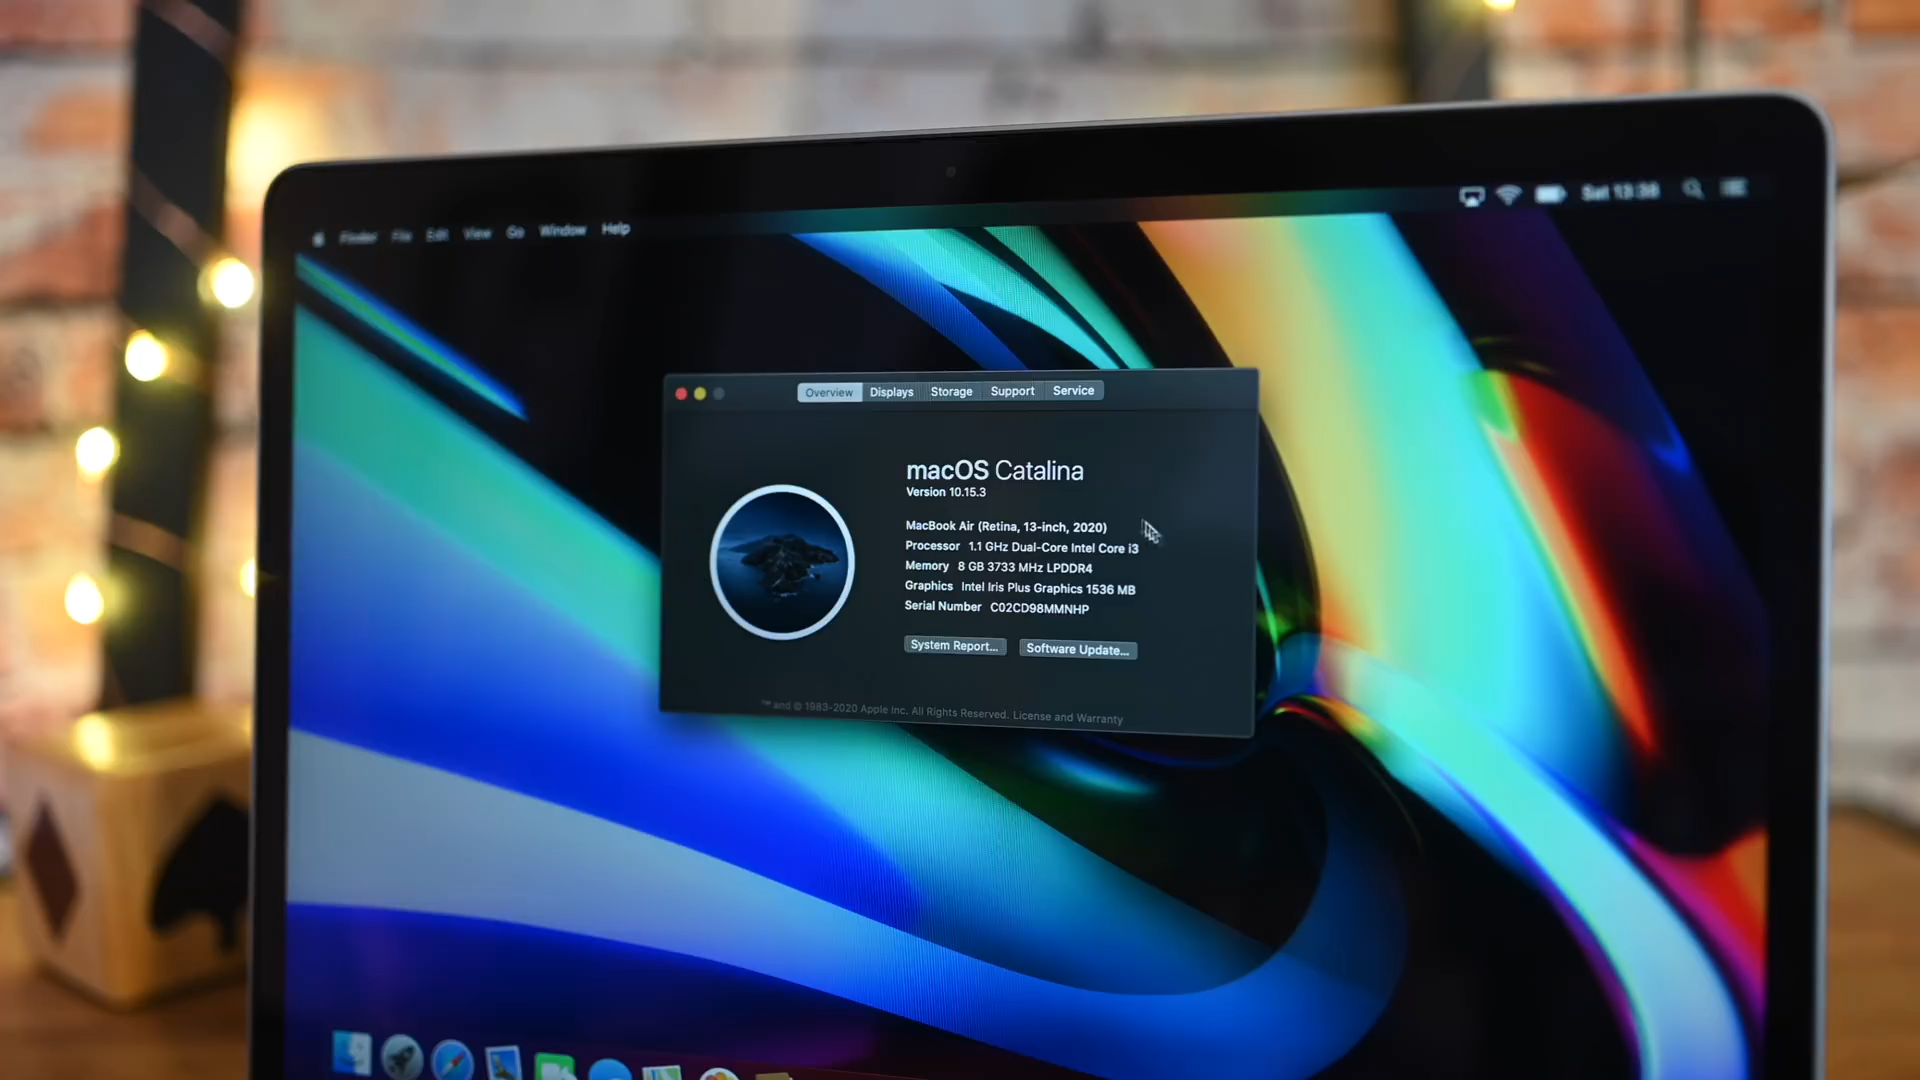 Finder File Edit View Go Window Help
Sat 13:38
Overview Displays Storage Support Service
macOS Catalina
Version 10.15.3
MacBook Air (Retina, 13-inch, 2020)
Processor 1.1 GHz Dual-Core Intel Core i3
Memory 8 GB 3733 MHz LPDDR4
Graphics Intel Iris Plus Graphics 1536 MB
Serial Number C02CD98MMNHP
System Report... Software Update...
™ and © 1983-2020 Apple Inc. All Rights Reserved. License and Warranty